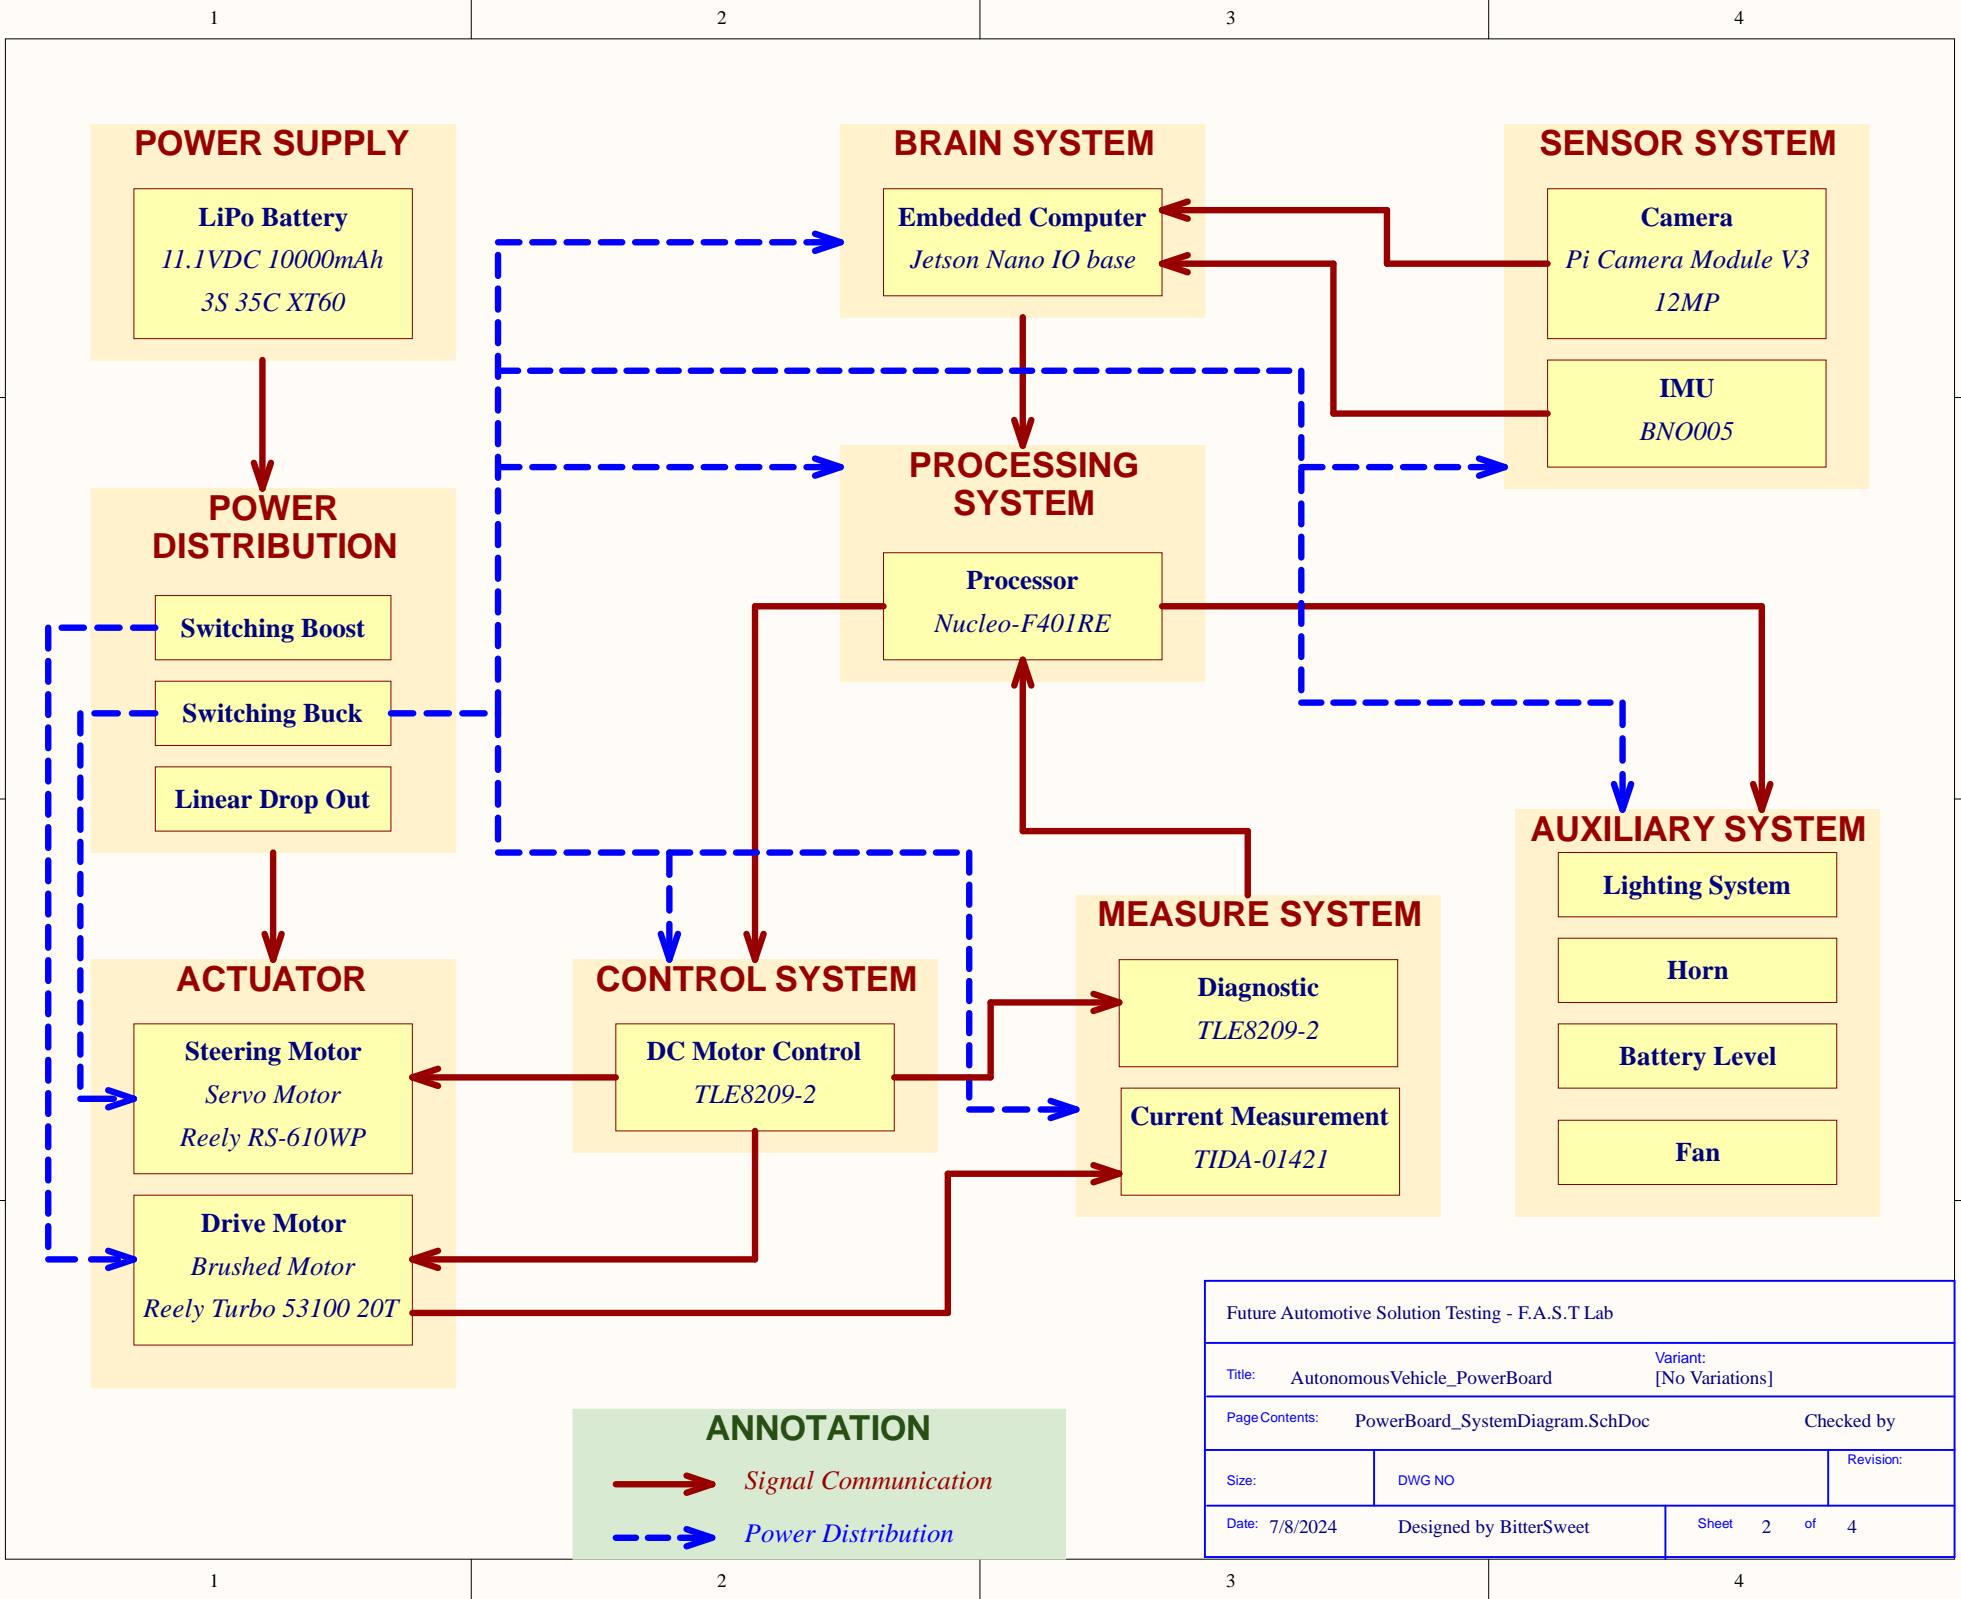 1
2
3
4
POWER SUPPLY
LiPo Battery
11.1VDC 10000mAh
3S 35C XT60
BRAIN SYSTEM
Embedded Computer
Jetson Nano IO base
SENSOR SYSTEM
Camera
Pi Camera Module V3
12MP
IMU
BNO005
POWER
DISTRIBUTION
Switching Boost
Switching Buck
Linear Drop Out
PROCESSING
SYSTEM
Processor
Nucleo-F401RE
ACTUATOR
Steering Motor
Servo Motor
Reely RS-610WP
Drive Motor
Brushed Motor
Reely Turbo 53100 20T
CONTROL SYSTEM
DC Motor Control
TLE8209-2
MEASURE SYSTEM
Diagnostic
TLE8209-2
Current Measurement
TIDA-01421
AUXILIARY SYSTEM
Lighting System
Horn
Battery Level
Fan
ANNOTATION
Signal Communication
Power Distribution
Future Automotive Solution Testing - F.A.S.T Lab
Title: AutonomousVehicle_PowerBoard
Variant:
[No Variations]
Page Contents: PowerBoard_SystemDiagram.SchDoc Checked by
Size: DWG NO Revision:
Date: 7/8/2024 Designed by BitterSweet Sheet 2 of 4
1
2
3
4